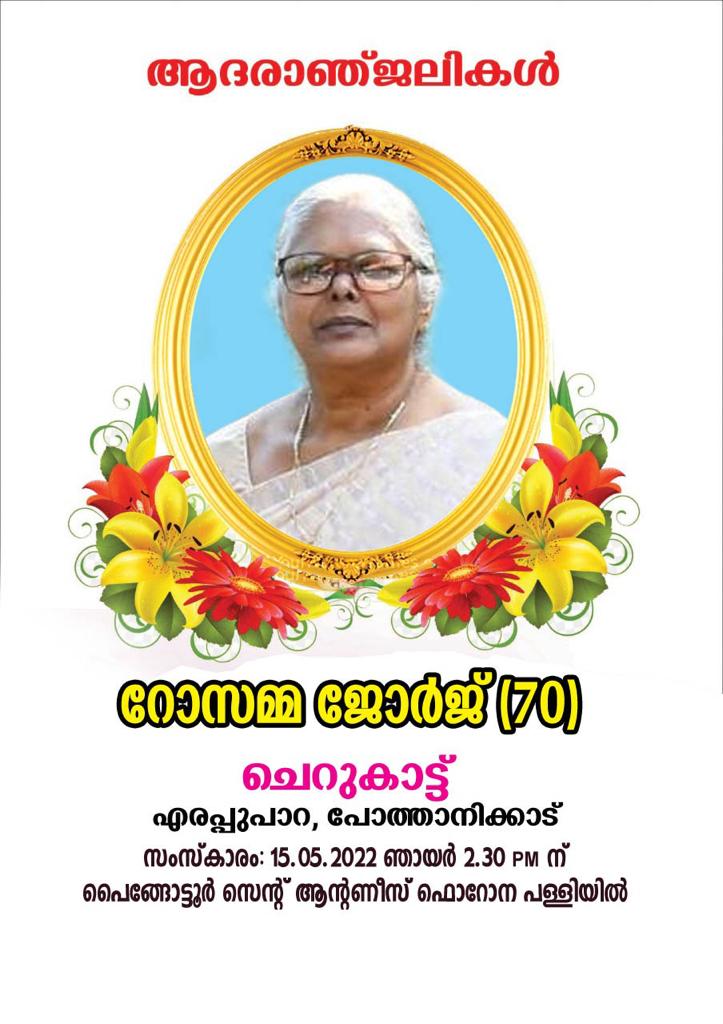 ആദരാഞ്ജലികൾ
റോസമ്മ ജോർജ് (70)
ചെറുകാട്ട്
എരപ്പുപാറ, പോത്താനിക്കാട്
സംസ്കാരം: 15.05.2022 ഞായർ 2.30 PM ന്
പൈങ്ങോട്ടൂർ സെന്റ് ആന്റണീസ് ഫൊറോന പള്ളിയിൽ